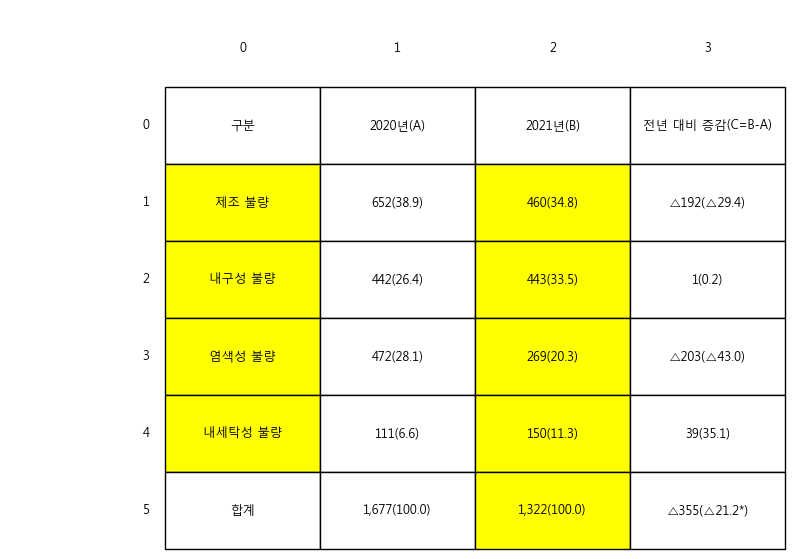 0 1 2 3
0 구분 2020년(A) 2021년(B) 전년 대비 증감(C=B-A)
1 제조 불량 652(38.9) 460(34.8) △192(△29.4)
2 내구성 불량 442(26.4) 443(33.5) 1(0.2)
3 염색성 불량 472(28.1) 269(20.3) △203(△43.0)
4 내세탁성 불량 111(6.6) 150(11.3) 39(35.1)
5 합계 1,677(100.0) 1,322(100.0) △355(△21.2*)